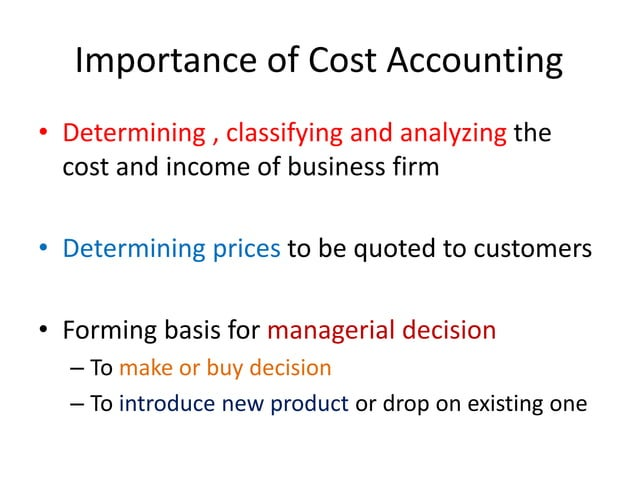 Importance of Cost Accounting
• Determining , classifying and analyzing the
cost and income of business firm
• Determining prices to be quoted to customers
• Forming basis for managerial decision
– To make or buy decision
– To introduce new product or drop on existing one